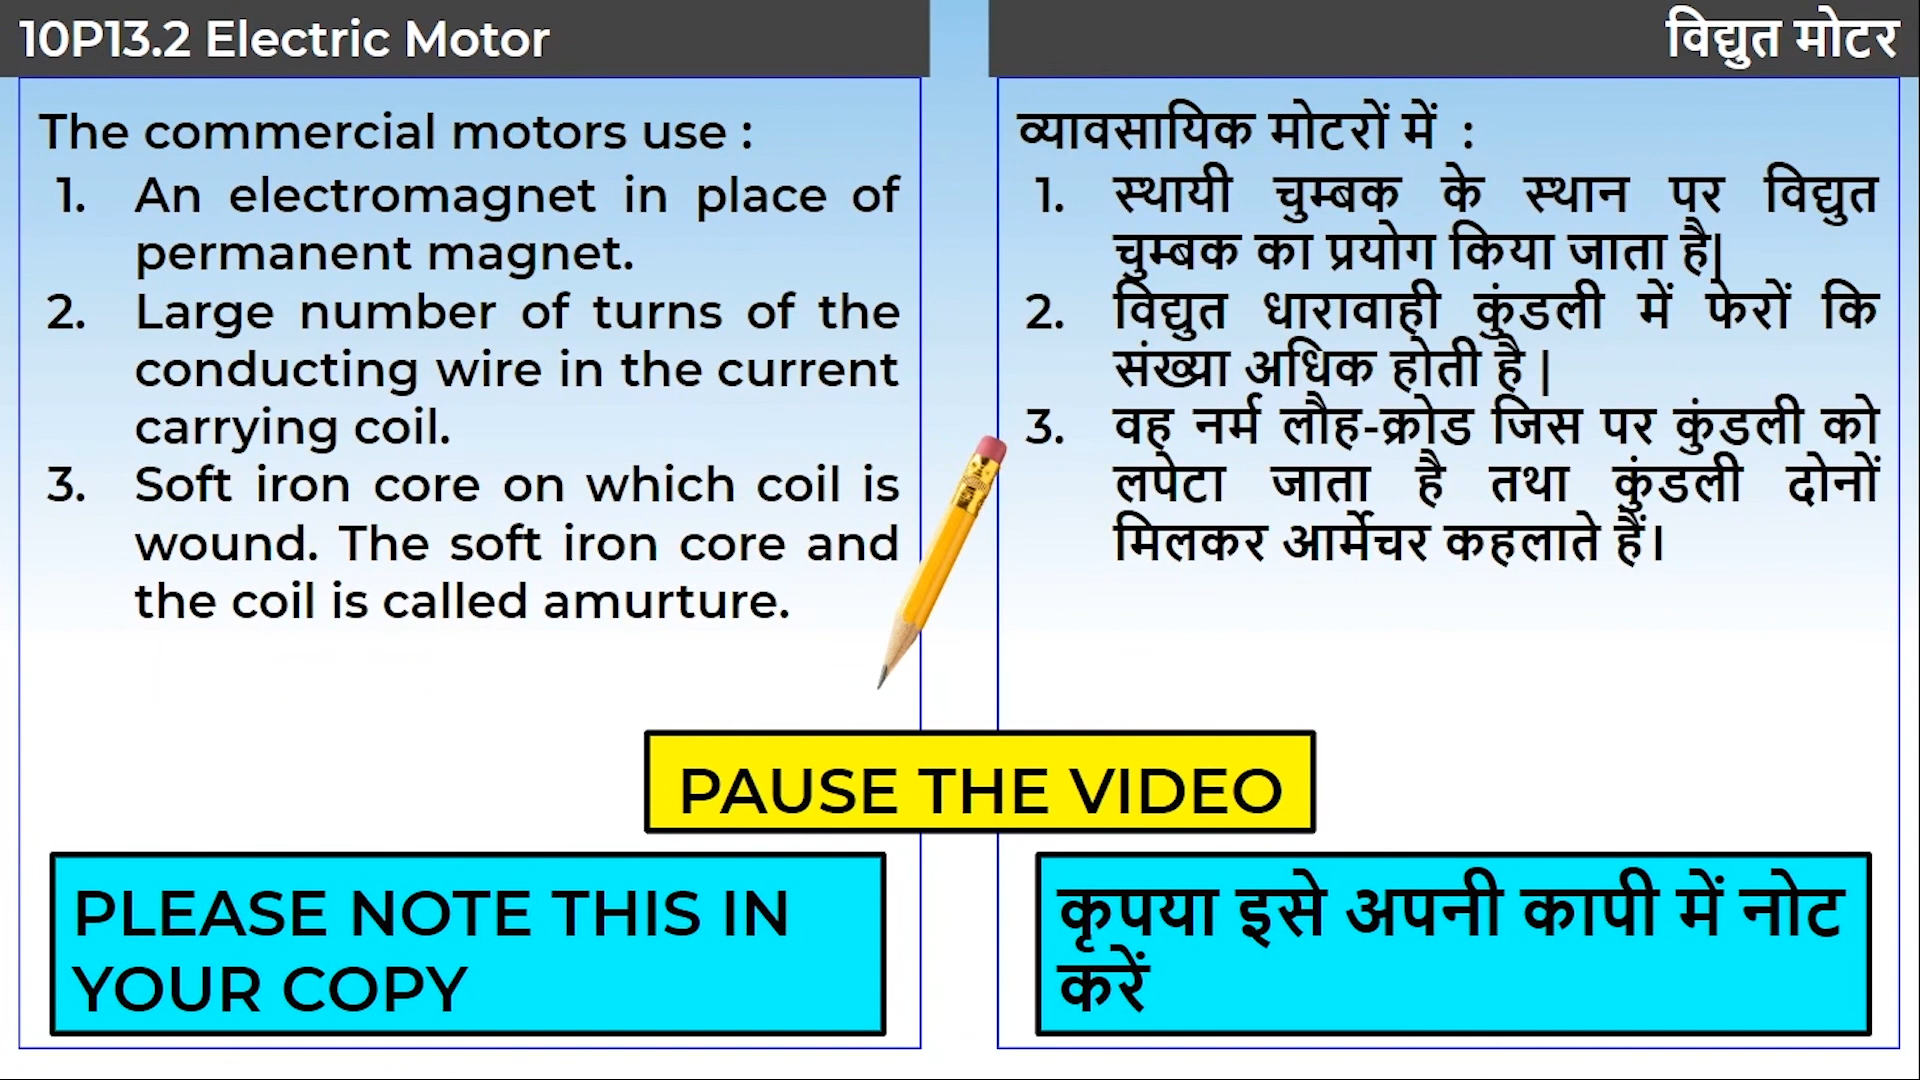 10P13.2 Electric Motor
विद्युत मोटर
The commercial motors use :
1. An electromagnet in place of
permanent magnet.
2. Large number of turns of the
conducting wire in the current
carrying coil.
3. Soft iron core on which coil is
wound. The soft iron core and
the coil is called amurture.
व्यावसायिक मोटरों में :
1. स्थायी चुम्बक के स्थान पर विद्युत
चुम्बक का प्रयोग किया जाता है|
2. विद्युत धारावाही कुंडली में फेरों कि
संख्या अधिक होती है |
3. वह नर्म लौह-क्रोड जिस पर कुंडली को
लपेटा जाता है तथा कुंडली दोनों
मिलकर आर्मेचर कहलाते हैं।
PAUSE THE VIDEO
PLEASE NOTE THIS IN
YOUR COPY
कृपया इसे अपनी कापी में नोट
करें